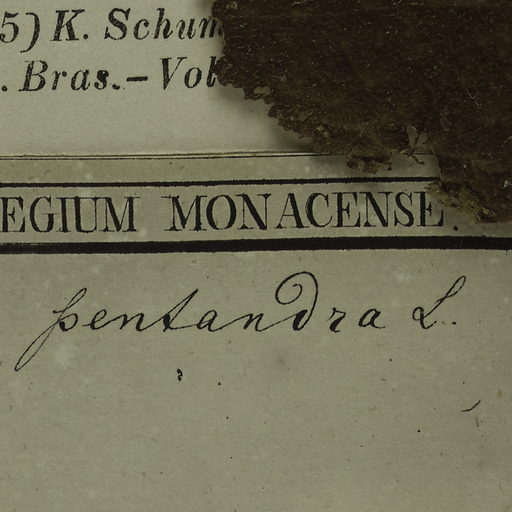 5) K. Schum
. Bras.-Vol
EGIUM MONACENSE.
pentandra L.